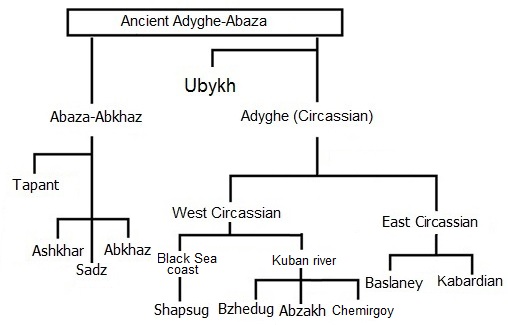 Ancient Adyghe-Abaza
Ubykh
Abaza-Abkhaz
Adyghe (Circassian)
Tapant
West Circassian
East Circassian
Ashkhar
Abkhaz
Sadz
Black Sea
coast
Kuban river
Baslaney
Kabardian
Shapsug
Bzhedug
Abzakh
Chemirgoy